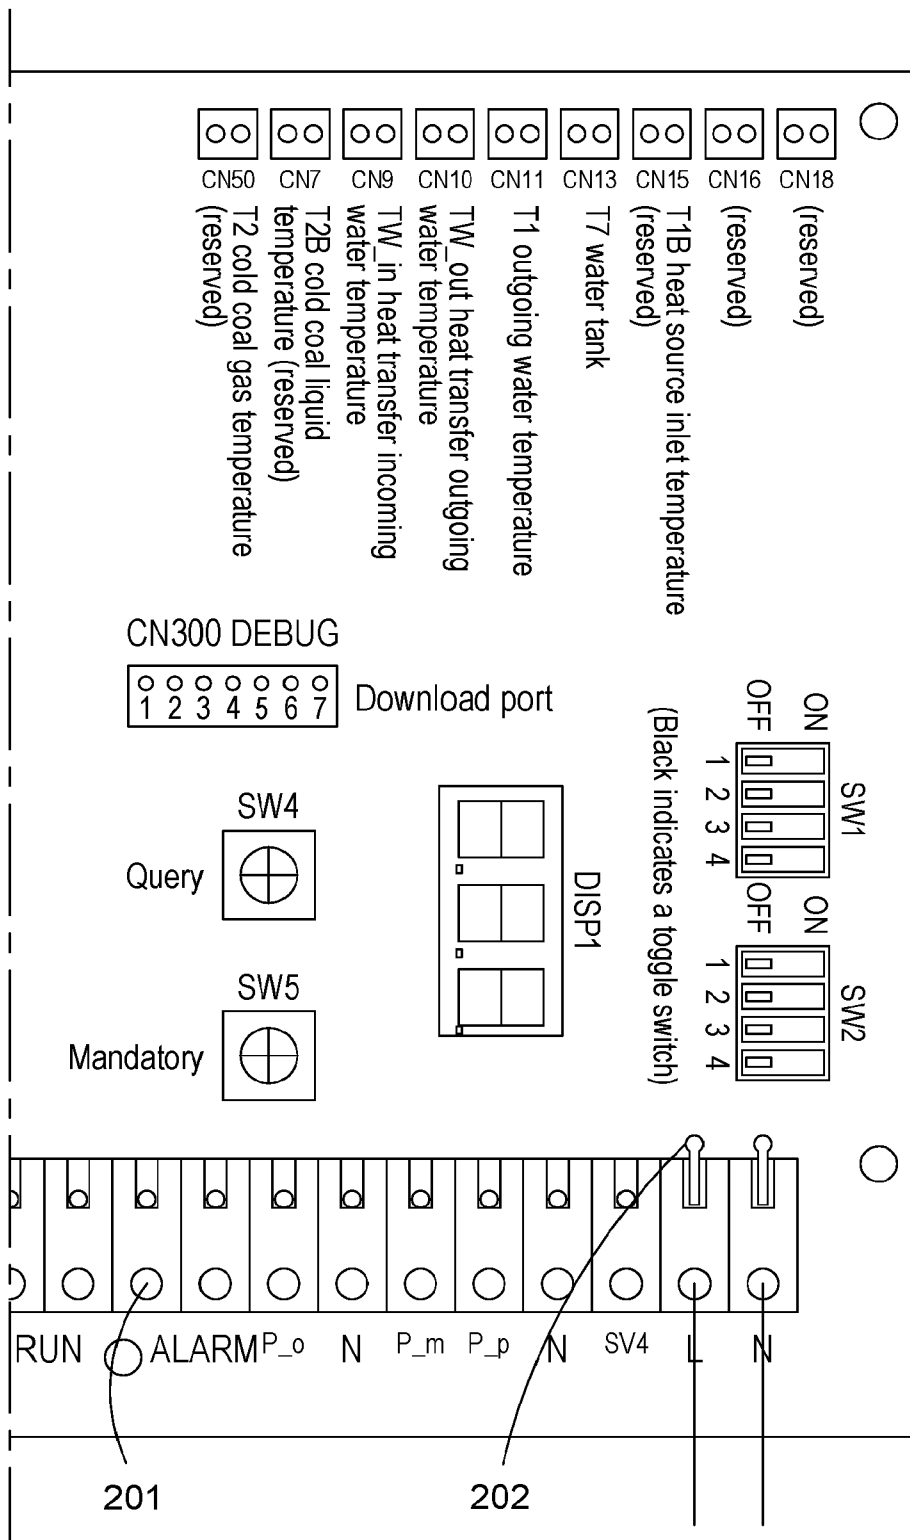 CN50 CN7 CN9 CN10 CN11 CN13 CN15 CN16 CN18
T2 cold coal gas temperature
(reserved)
T2B cold coal liquid
temperature (reserved)
TW_in heat transfer incoming
water temperature
TW_out heat transfer outgoing
water temperature
T1 outgoing water temperature
T7 water tank
T1B heat source inlet temperature
(reserved)
(reserved)
(reserved)
CN300 DEBUG
1 2 3 4 5 6 7
Download port
SW4
Query
SW5
Mandatory
DISP1
(Black indicates a toggle switch)
OFF ON
1
2
3
4
SW1
OFF ON
1
2
3
4
SW2
RUN ALARM P_o N P_m P_p N SV4 L N
201 202